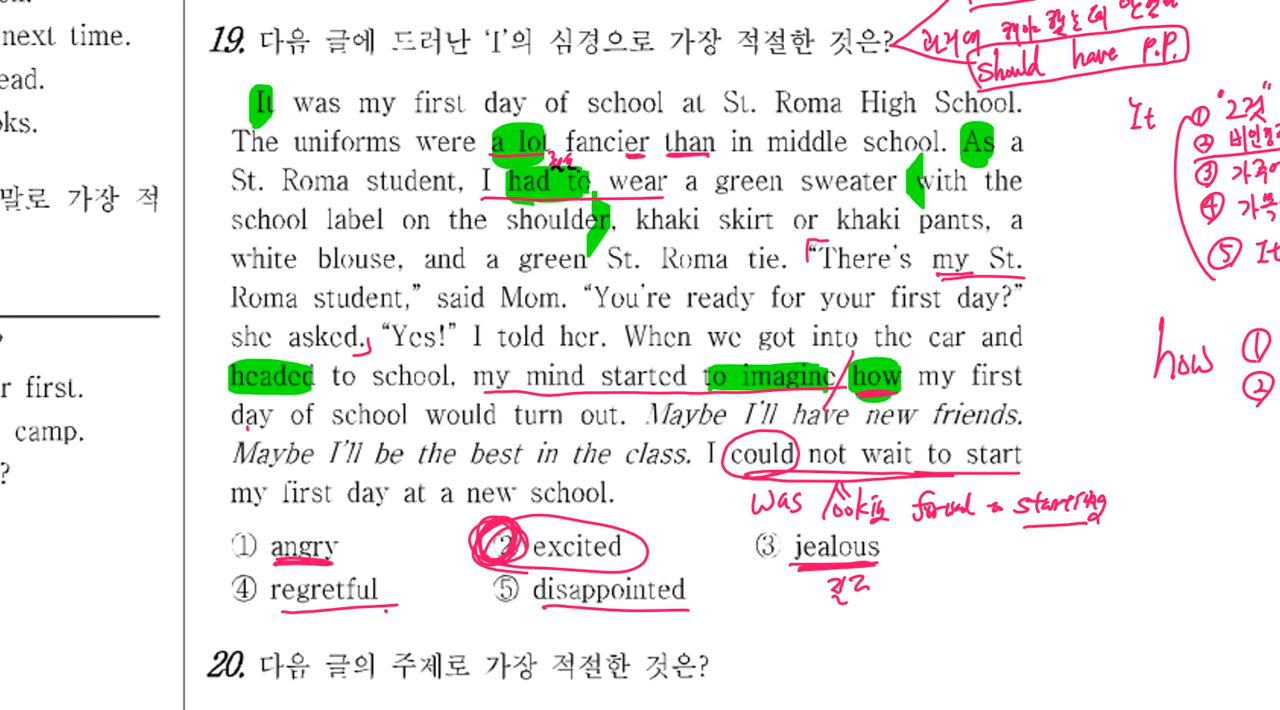 next time.
ead.
ks.
말로 가장 적
r first.
camp.
?
19. 다음 글에 드러난 ‘I’의 심경으로 가장 적절한 것은?
should have p.p.
It was my first day of school at St. Roma High School.
The uniforms were a lot fancier than in middle school. As a
St. Roma student, I had to wear a green sweater with the
school label on the shoulder, khaki skirt or khaki pants, a
white blouse, and a green St. Roma tie. “There's my St.
Roma student,” said Mom. “You're ready for your first day?”
she asked. “Yes!” I told her. When we got into the car and
headed to school, my mind started to imagine how my first
day of school would turn out. Maybe I'll have new friends.
Maybe I'll be the best in the class. I could not wait to start
my first day at a new school.
was looking forward to starting
① angry ② excited ③ jealous
질투
④ regretful ⑤ disappointed
20. 다음 글의 주제로 가장 적절한 것은?
It ① "그것"
②
③
④
⑤ It
how ①
②